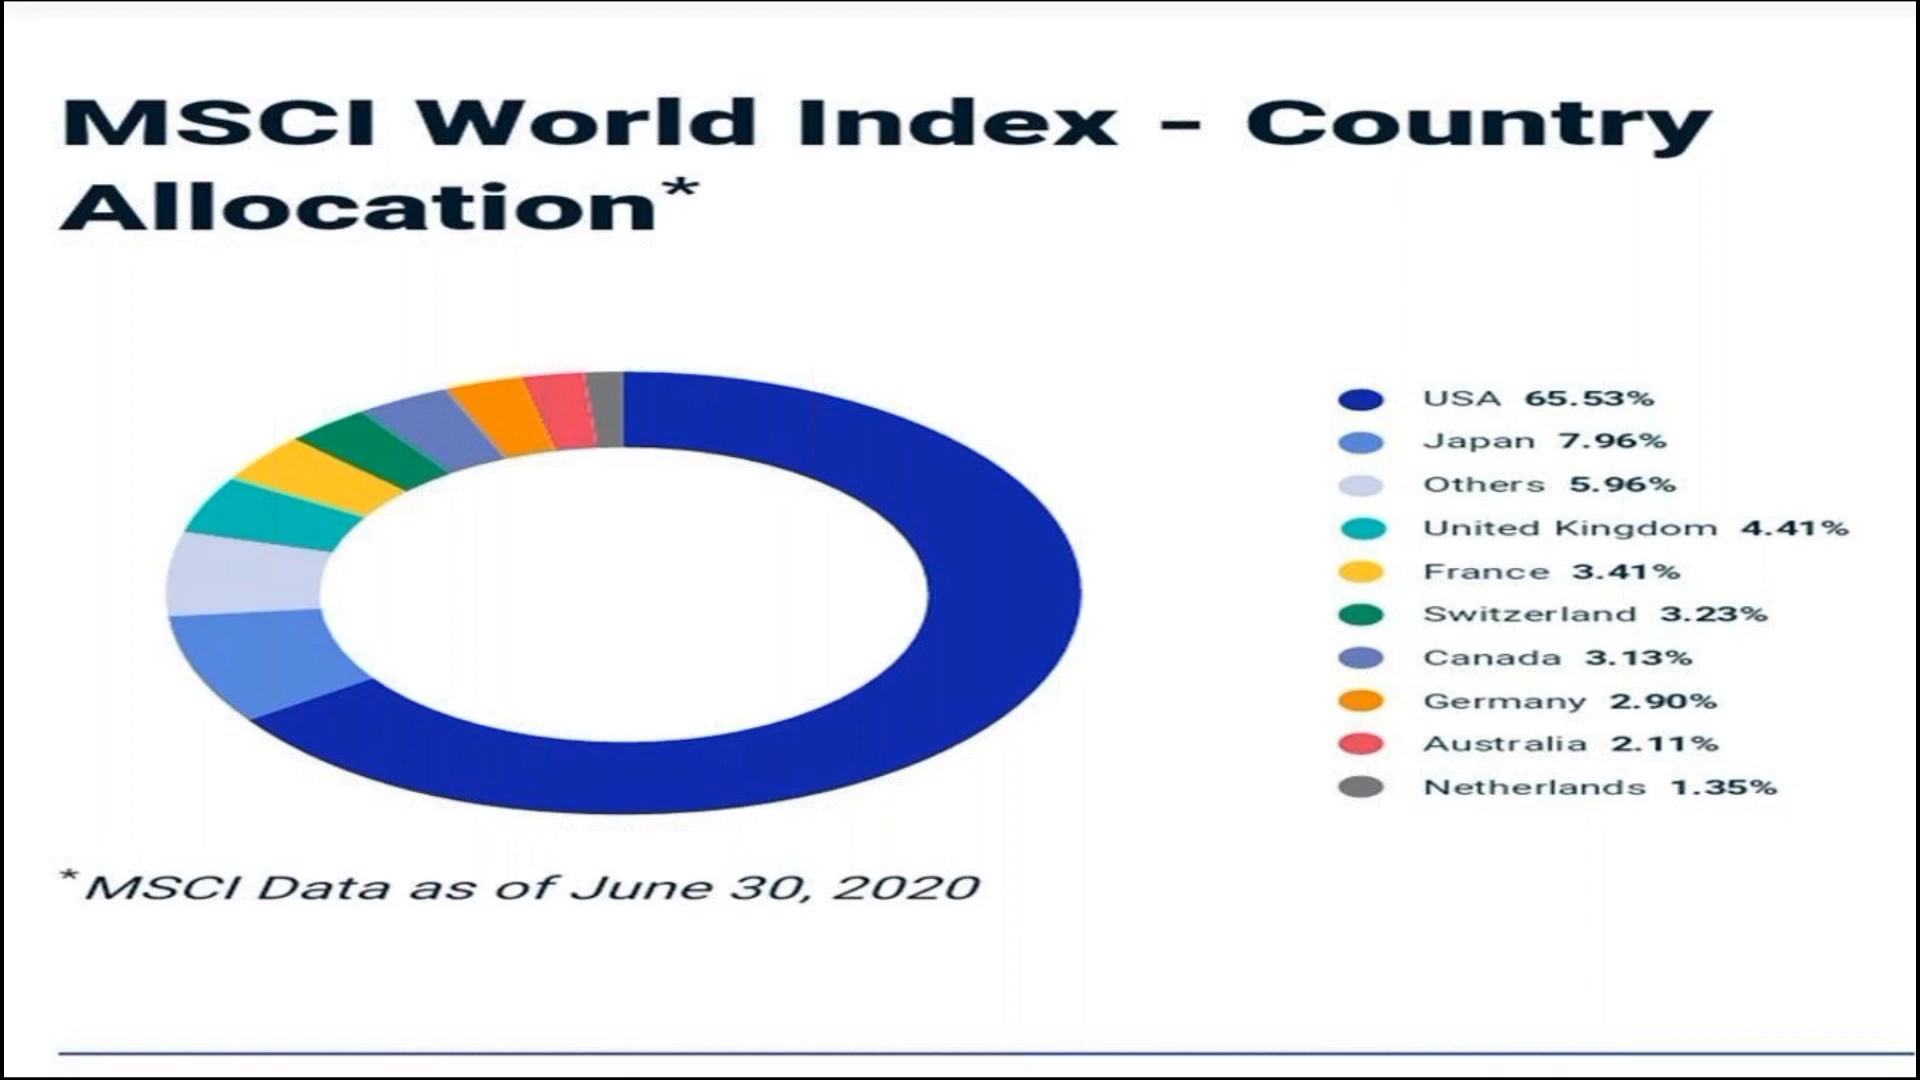 MSCI World Index - Country
Allocation*
USA 65.53%
Japan 7.96%
Others 5.96%
United Kingdom 4.41%
France 3.41%
Switzerland 3.23%
Canada 3.13%
Germany 2.90%
Australia 2.11%
Netherlands 1.35%
*MSCI Data as of June 30, 2020